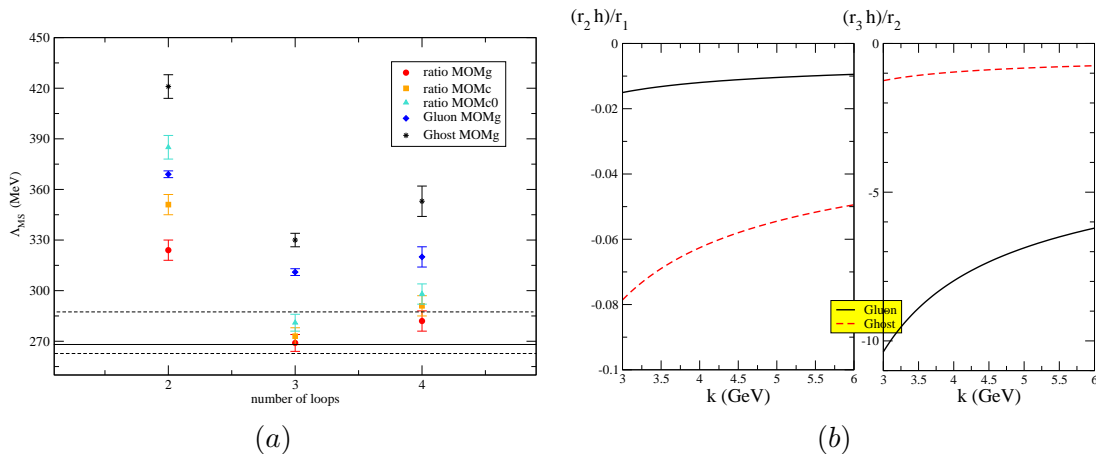 450
420
390
360
330
300
270
Λ_MS (MeV)
2
3
4
number of loops
ratio MOMg
ratio MOMc
ratio MOMc0
Gluon MOMg
Ghost MOMg
(a)
(r₂ h)/r₁
0
-0.02
-0.04
-0.06
-0.08
-0.1
3 3.5 4 4.5 5 5.5 6
k (GeV)
(r₃ h)/r₂
0
-5
-10
3 3.5 4 4.5 5 5.5 6
k (GeV)
Gluon
Ghost
(b)